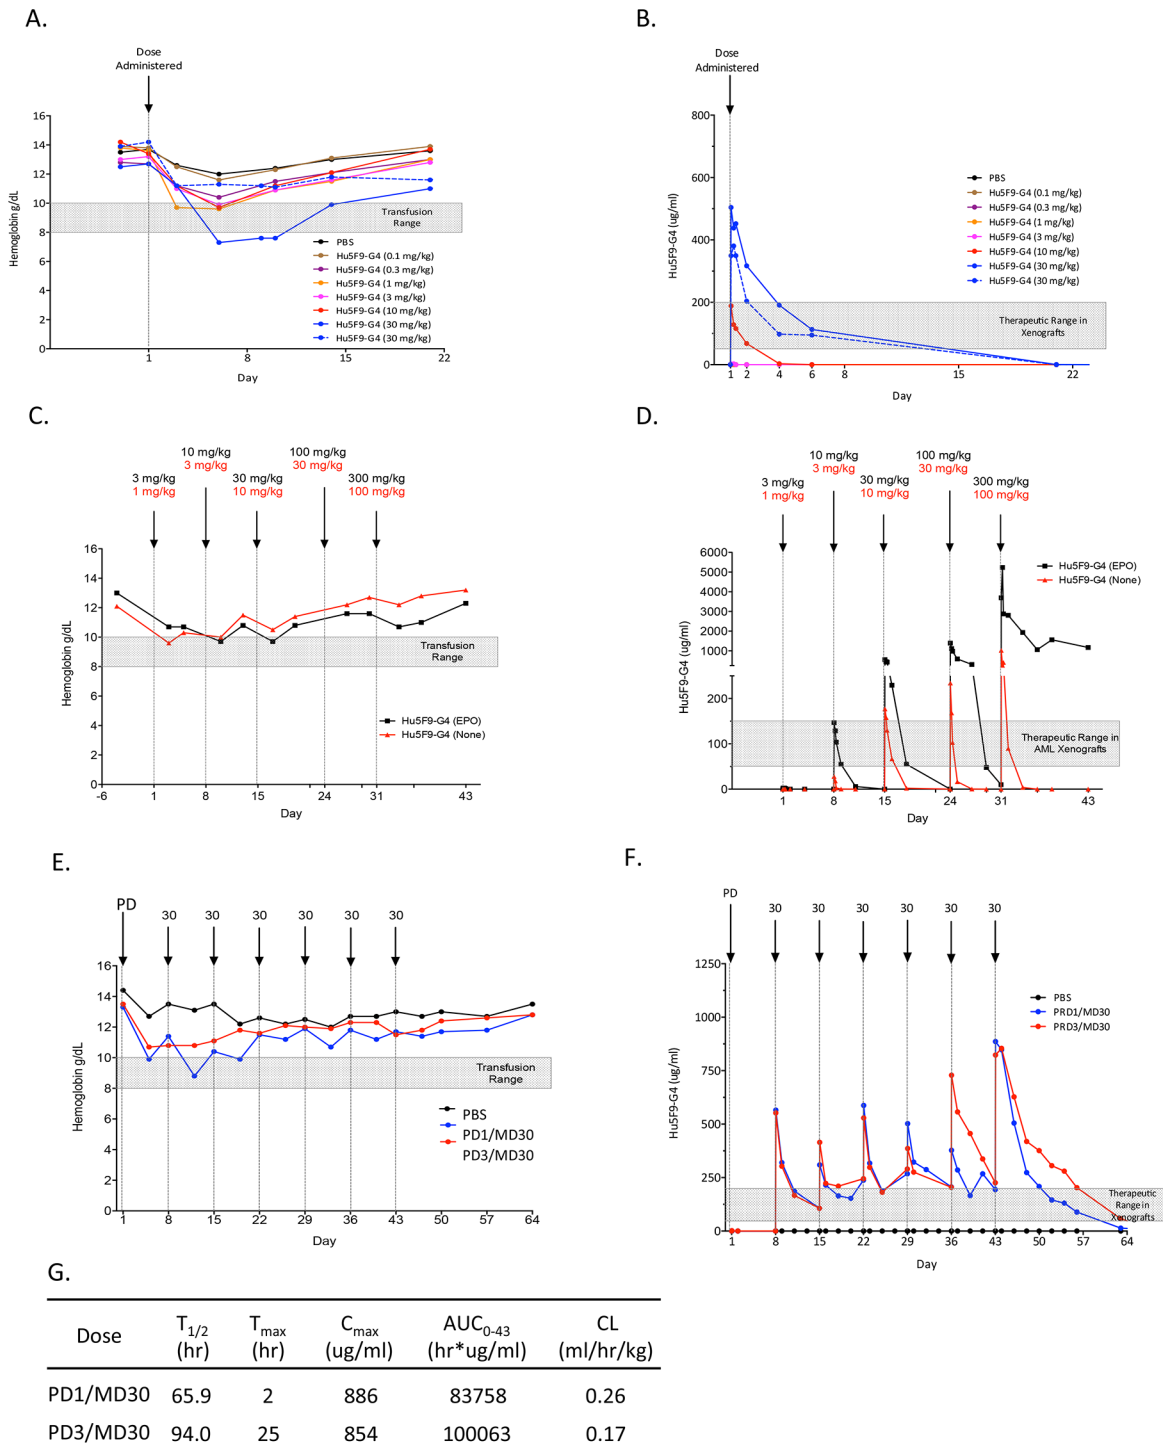 A.
Dose
Administered
Hemoglobin g/dL
16
14
12
10
8
6
4
2
0
Transfusion
Range
PBS
Hu5F9-G4 (0.1 mg/kg)
Hu5F9-G4 (0.3 mg/kg)
Hu5F9-G4 (1 mg/kg)
Hu5F9-G4 (3 mg/kg)
Hu5F9-G4 (10 mg/kg)
Hu5F9-G4 (30 mg/kg)
Hu5F9-G4 (30 mg/kg)
1 8 15 22
Day
B.
Dose
Administered
Hu5F9-G4 (ug/ml)
800
600
400
200
0
PBS
Hu5F9-G4 (0.1 mg/kg)
Hu5F9-G4 (0.3 mg/kg)
Hu5F9-G4 (1 mg/kg)
Hu5F9-G4 (3 mg/kg)
Hu5F9-G4 (10 mg/kg)
Hu5F9-G4 (30 mg/kg)
Hu5F9-G4 (30 mg/kg)
Therapeutic Range in
Xenografts
1 2 4 6 8 15 22
Day
C.
3 mg/kg
1 mg/kg
10 mg/kg
3 mg/kg
30 mg/kg
10 mg/kg
100 mg/kg
30 mg/kg
300 mg/kg
100 mg/kg
Hemoglobin g/dL
16
14
12
10
8
6
4
2
0
Transfusion
Range
Hu5F9-G4 (EPO)
Hu5F9-G4 (None)
-6 1 8 15 24 31 43
Day
D.
3 mg/kg
1 mg/kg
10 mg/kg
3 mg/kg
30 mg/kg
10 mg/kg
100 mg/kg
30 mg/kg
300 mg/kg
100 mg/kg
Hu5F9-G4 (ug/ml)
6000
5000
4000
3000
2000
1000
200
100
0
Hu5F9-G4 (EPO)
Hu5F9-G4 (None)
Therapeutic Range in
AML Xenografts
1 8 15 24 31 43
Day
E.
PD 30 30 30 30 30 30
Hemoglobin g/dL
16
14
12
10
8
6
4
2
0
Transfusion
Range
PBS
PD1/MD30
PD3/MD30
1 8 15 22 29 36 43 50 57 64
Day
F.
PD 30 30 30 30 30 30
Hu5F9-G4 (ug/ml)
1250
1000
750
500
250
0
PBS
PRD1/MD30
PRD3/MD30
Therapeutic
Range in
Xenografts
1 8 15 22 29 36 43 50 57 64
Day
G.
Dose T1/2 (hr) Tmax (hr) Cmax (ug/ml) AUC0-43 (hr*ug/ml) CL (ml/hr/kg)
PD1/MD30 65.9 2 886 83758 0.26
PD3/MD30 94.0 25 854 100063 0.17